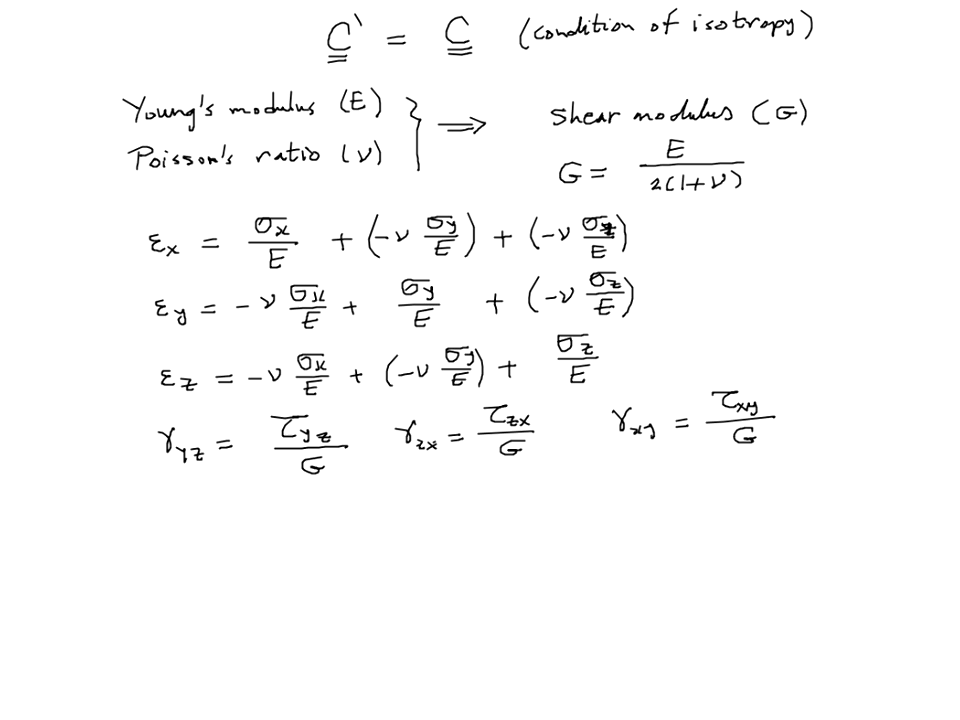 C' = C (condition of isotropy)
Young's modulus (E) } ⟹ Shear modulus (G)
Poisson's ratio (ν) G = E / 2(1+ν)
εx = σx/E + (-ν σy/E) + (-ν σz/E)
εy = -ν σx/E + σy/E + (-ν σz/E)
εz = -ν σx/E + (-ν σy/E) + σz/E
γyz = τyz/G γzx = τzx/G γxy = τxy/G